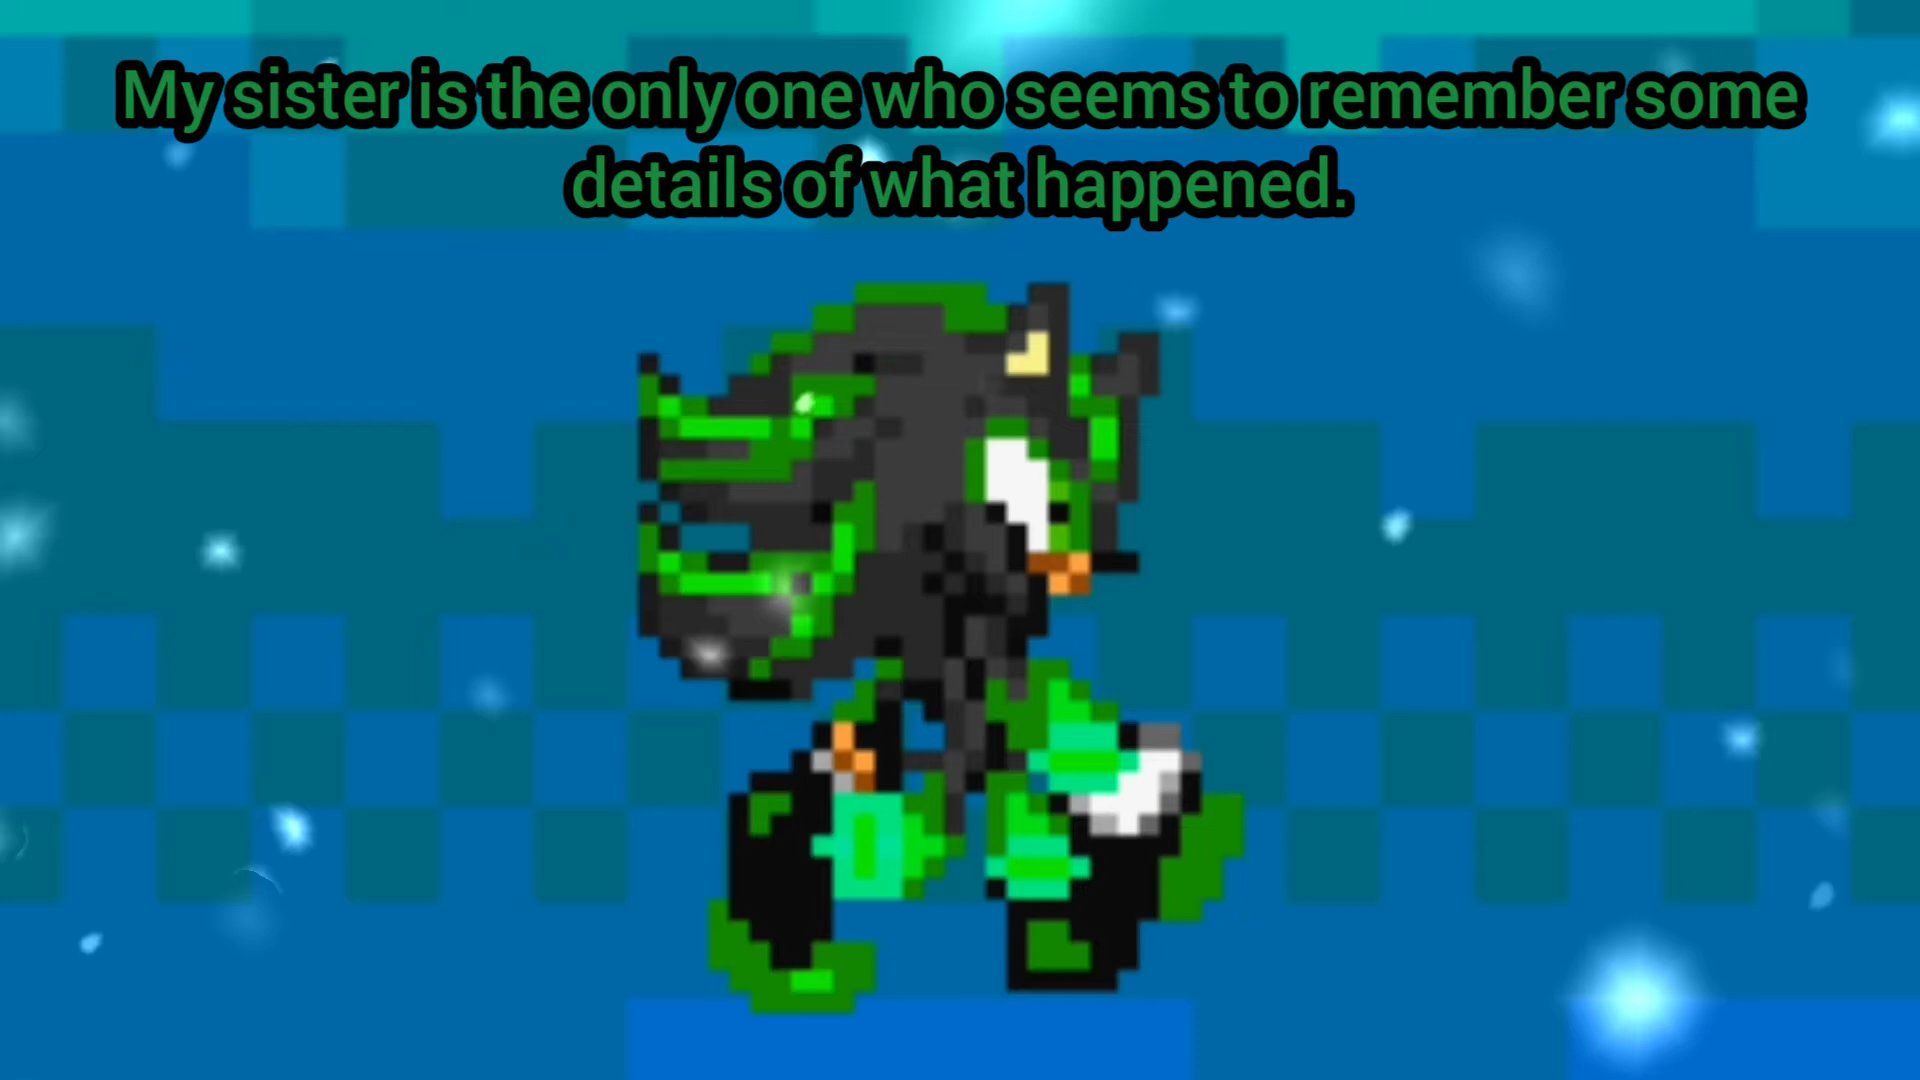 My sister is the only one who seems to remember some
details of what happened.